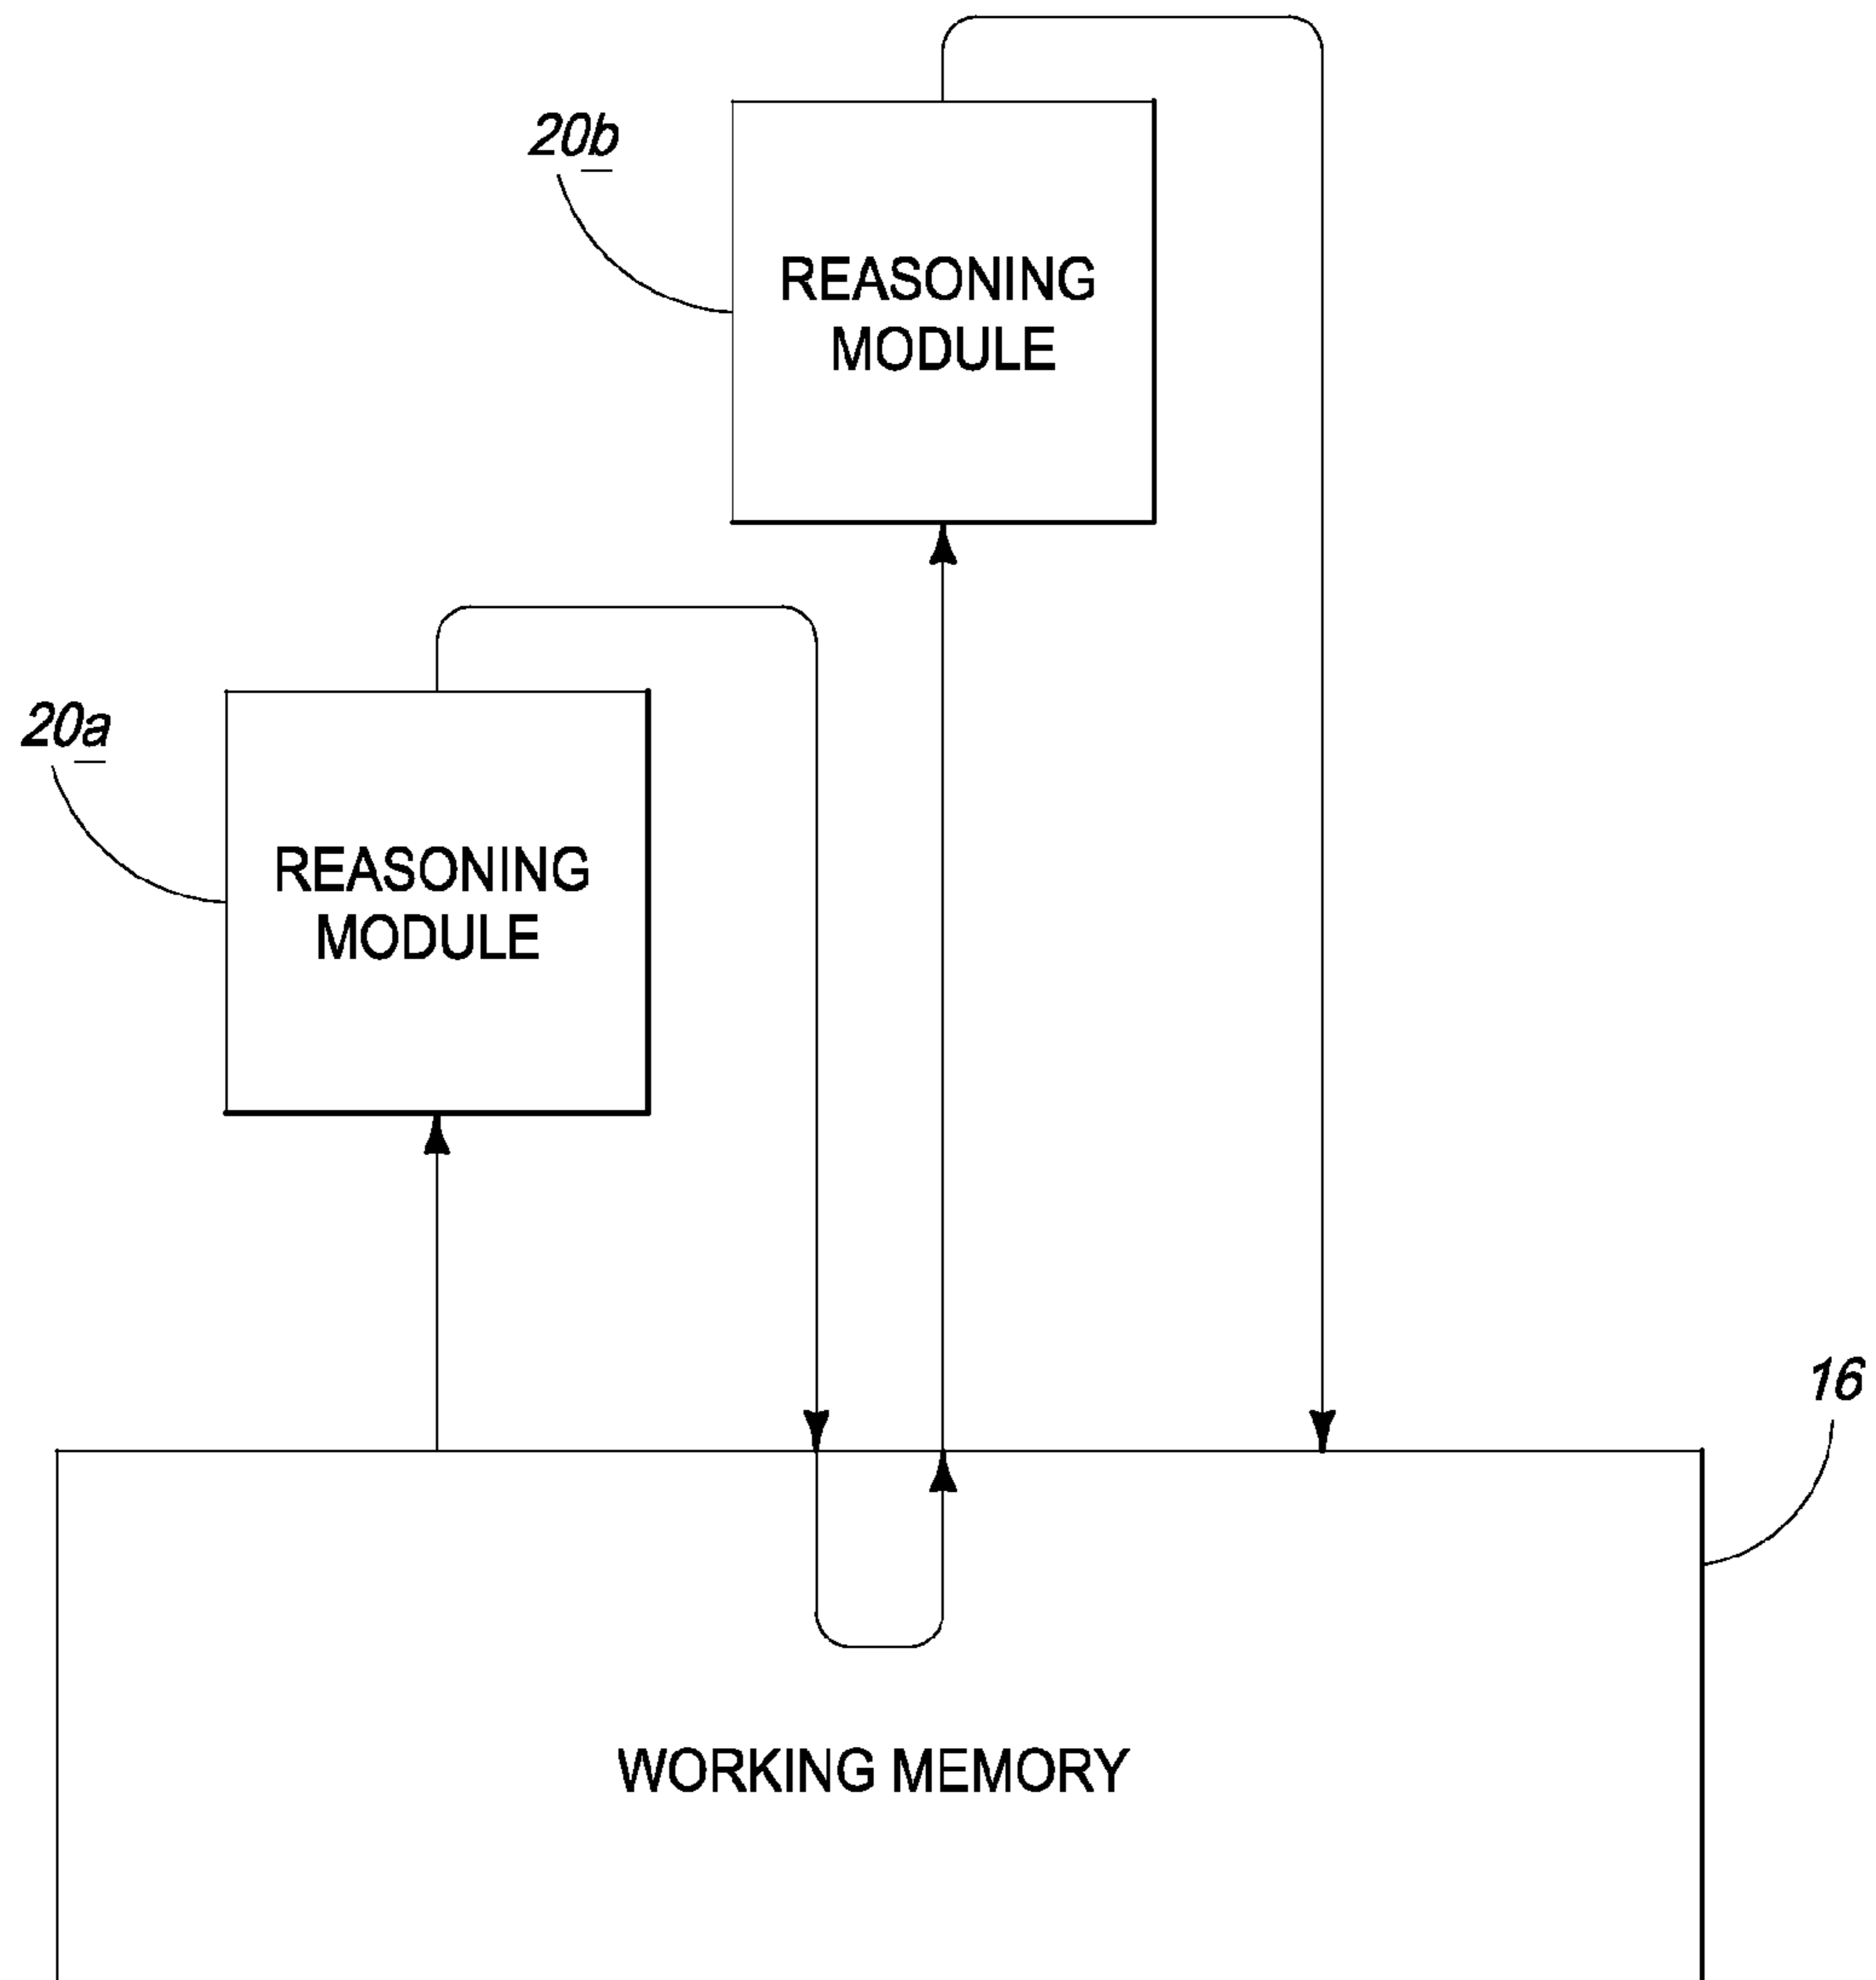 20b
REASONING
MODULE
20a
REASONING
MODULE
16
WORKING MEMORY